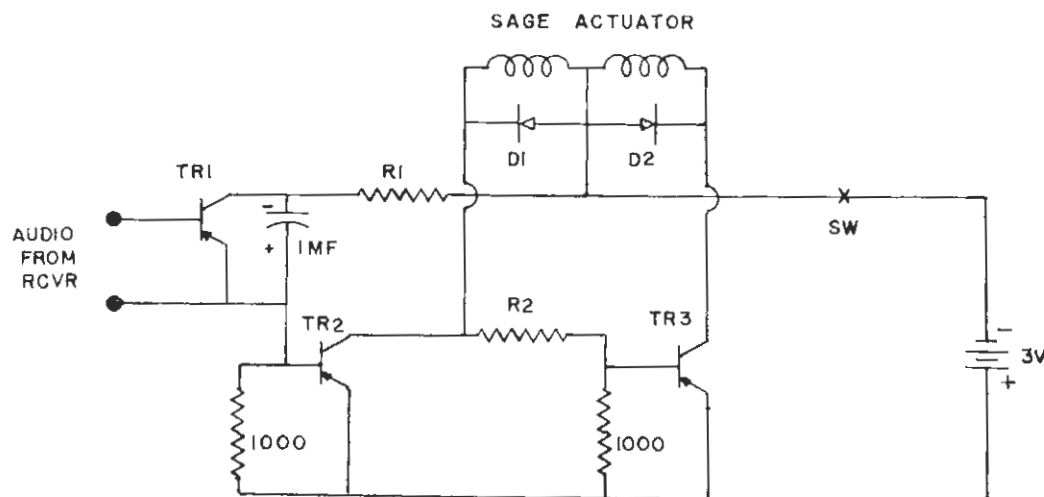 SAGE ACTUATOR
D1
D2
TR1
R1
-
+ 1MF
SW
AUDIO
FROM
RCVR
TR2
R2
TR3
-
3V
+
1000
1000